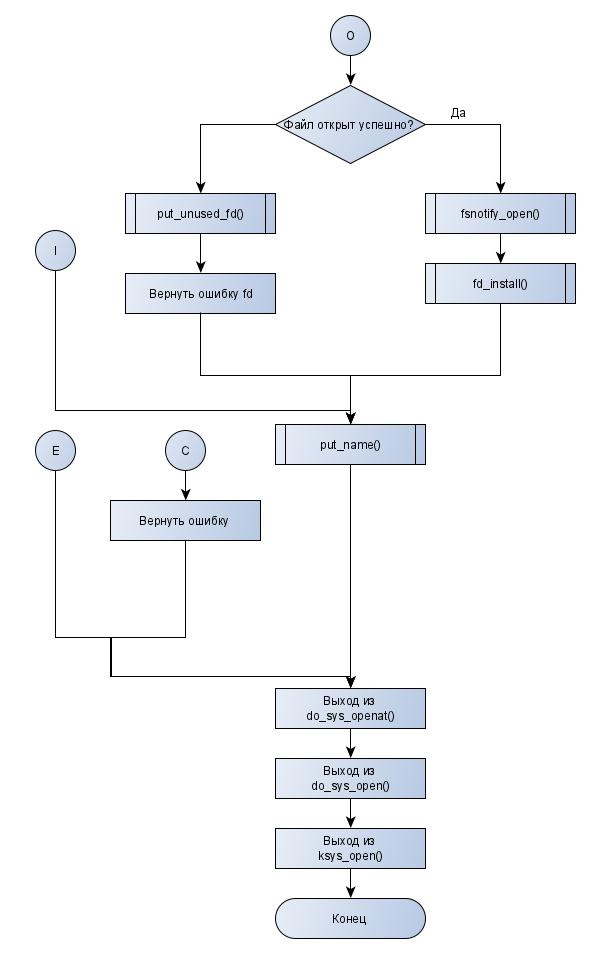 O
Файл открыт успешно?
Да
put_unused_fd()
fsnotify_open()
I
Вернуть ошибку fd
fd_install()
put_name()
E
C
Вернуть ошибку
Выход из
do_sys_openat()
Выход из
do_sys_open()
Выход из
ksys_open()
Конец